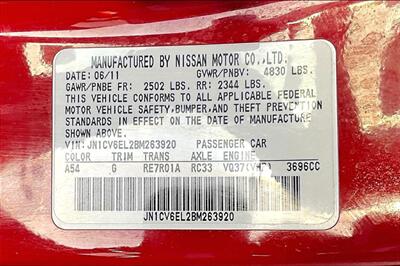 MANUFACTURED BY NISSAN MOTOR CO.,LTD.
DATE: 06/11 GVWR/PNBV: 4830 LBS.
GAWR/PNBE FR: 2502 LBS. RR: 2344 LBS.
THIS VEHICLE CONFORMS TO ALL APPLICABLE FEDERAL
MOTOR VEHICLE SAFETY,BUMPER,AND THEFT PREVENTION
STANDARDS IN EFFECT ON THE DATE OF MANUFACTURE
SHOWN ABOVE.
VIN: JN1CV6EL2BM263920 PASSENGER CAR
COLOR TRIM TRANS AXLE ENGINE
A54 G RE7R01A RC33 VQ37(VHR) 3696CC
JN1CV6EL2BM263920